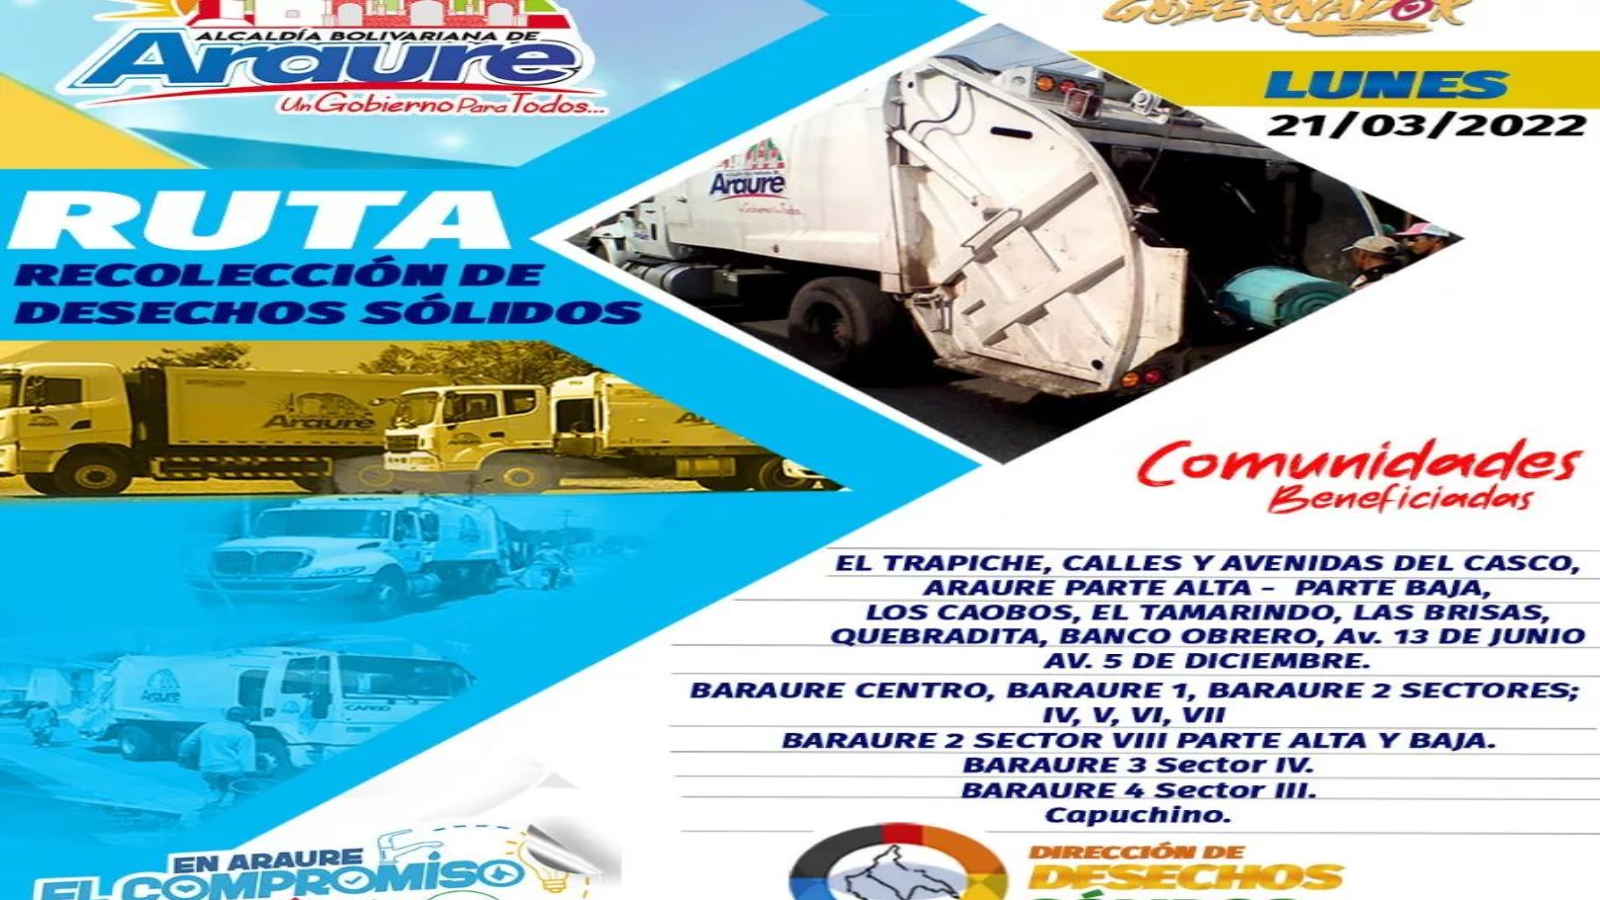 ALCALDÍA BOLIVARIANA DE
Araure
Un Gobierno Para Todos...
GOBERNADOR
LUNES
21/03/2022
RUTA
RECOLECCIÓN DE
DESECHOS SÓLIDOS
Araure
Araure
Araure
Comunidades
Beneficiadas
EL TRAPICHE, CALLES Y AVENIDAS DEL CASCO,
ARAURE PARTE ALTA - PARTE BAJA,
LOS CAOBOS, EL TAMARINDO, LAS BRISAS,
QUEBRADITA, BANCO OBRERO, Av. 13 DE JUNIO
AV. 5 DE DICIEMBRE.
BARAURE CENTRO, BARAURE 1, BARAURE 2 SECTORES;
IV, V, VI, VII
BARAURE 2 SECTOR VIII PARTE ALTA Y BAJA.
BARAURE 3 Sector IV.
BARAURE 4 Sector III.
Capuchino.
EN ARAURE
EL COMPROMISO
DIRECCIÓN DE
DESECHOS